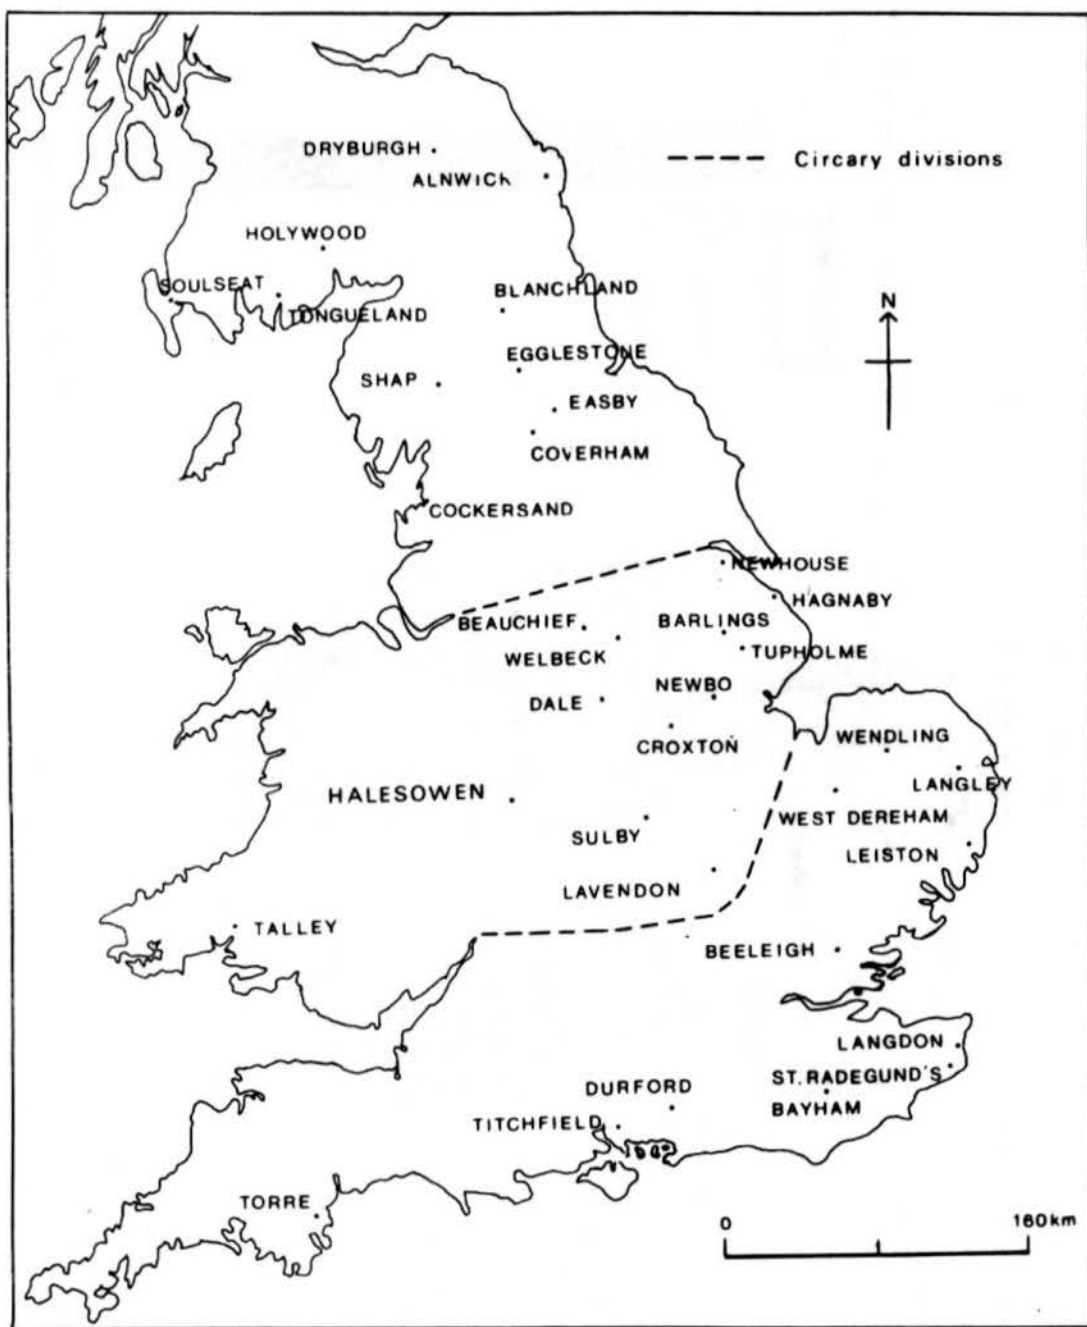 DRYBURGH
Circary divisions
ALNWICK
HOLYWOOD
N
SOULSEAT
BLANCHLAND
TONGUELAND
EGGLESTONE
SHAP
EASBY
COVERHAM
COCKERSAND
NEWHOUSE
HAGNABY
BEAUCHIEF
BARLINGS
WELBECK
TUPHOLME
DALE
NEWBO
CROXTON
WENDLING
LANGLEY
HALESOWEN
WEST DEREHAM
SULBY
LEISTON
LAVENDON
TALLEY
BEELEIGH
LANGDON
ST. RADEGUND'S
DURFORD
BAYHAM
TITCHFIELD
TORRE
0 160km